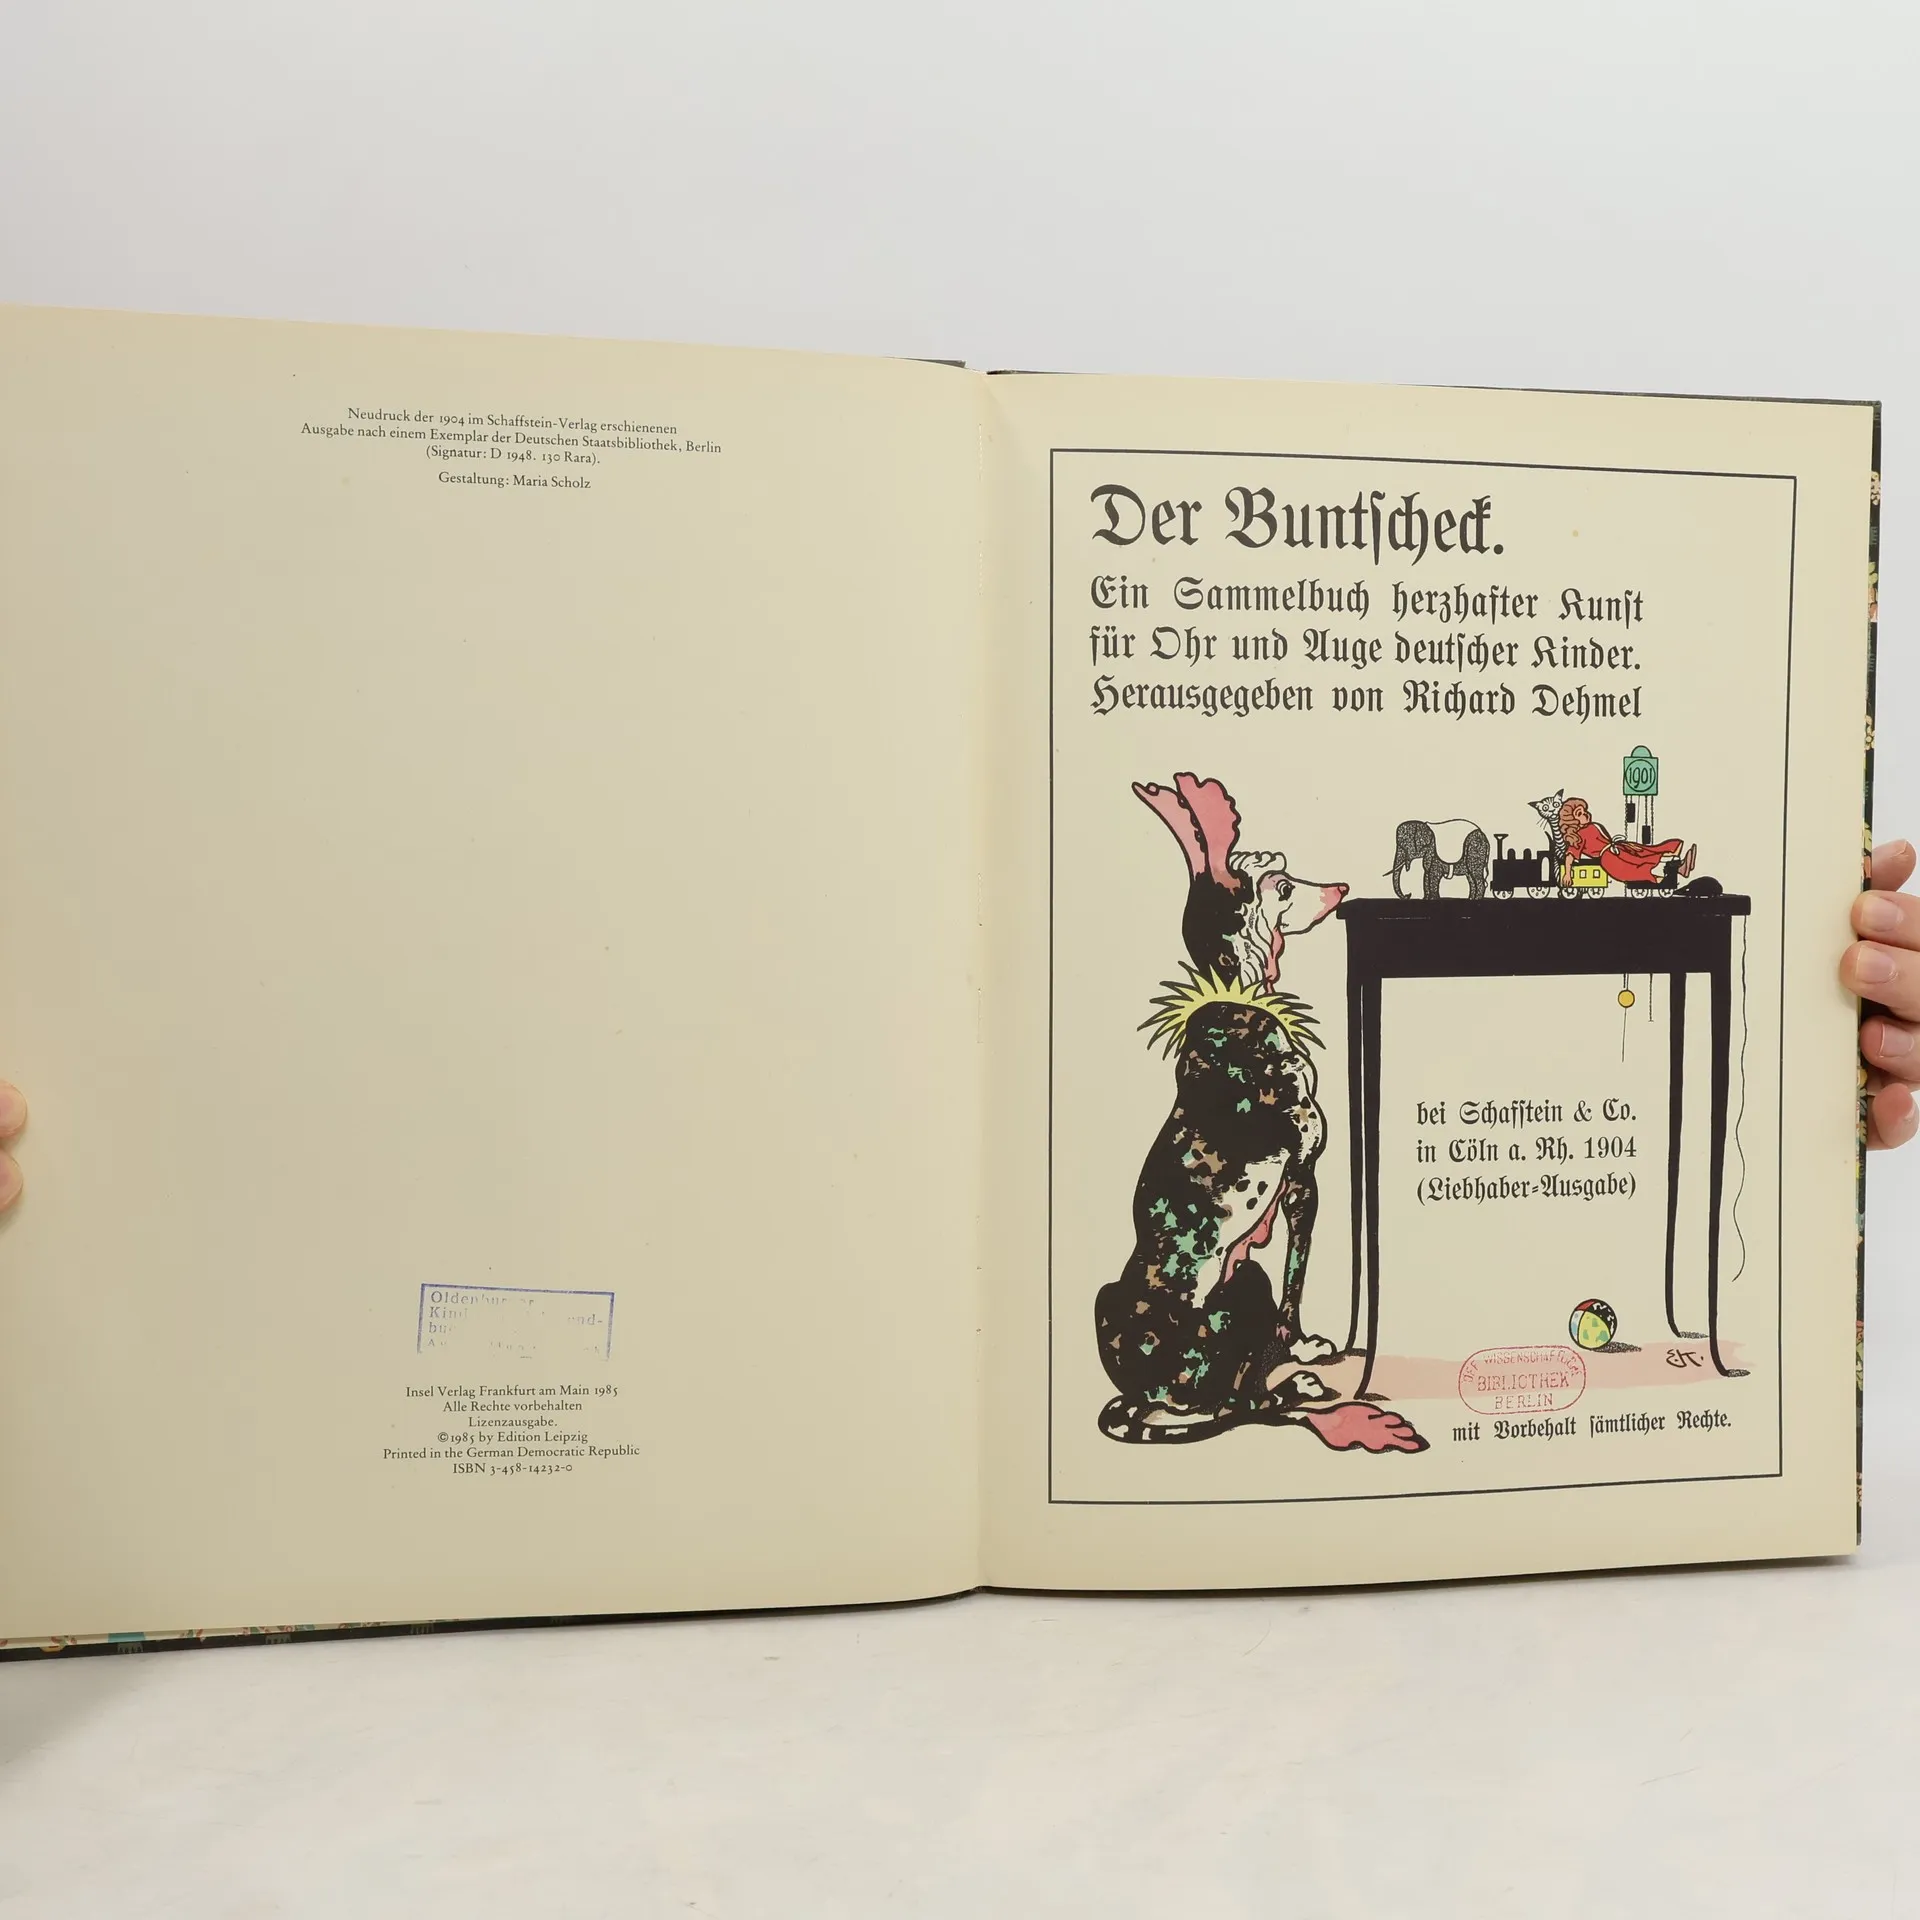 Neudruck der 1904 im Schaffstein-Verlag erschienenen
Ausgabe nach einem Exemplar der Deutschen Staatsbibliothek, Berlin
(Signatur: D 1948. 130 Rara).
Gestaltung: Maria Scholz
Insel Verlag Frankfurt am Main 1985
Alle Rechte vorbehalten
Lizenzausgabe.
©1985 by Edition Leipzig
Printed in the German Democratic Republic
ISBN 3-458-14232-0
Der Buntſcheck.
Ein Sammelbuch herzhafter Kunſt
für Ohr und Auge deutſcher Kinder.
Herausgegeben von Richard Dehmel
1901
bei Schafſtein & Co.
in Cöln a. Rh. 1904
(Liebhaber-Ausgabe)
E.K.
WISSENSCHAFTLICHE
BIBLIOTHEK
BERLIN
mit Vorbehalt ſämtlicher Rechte.